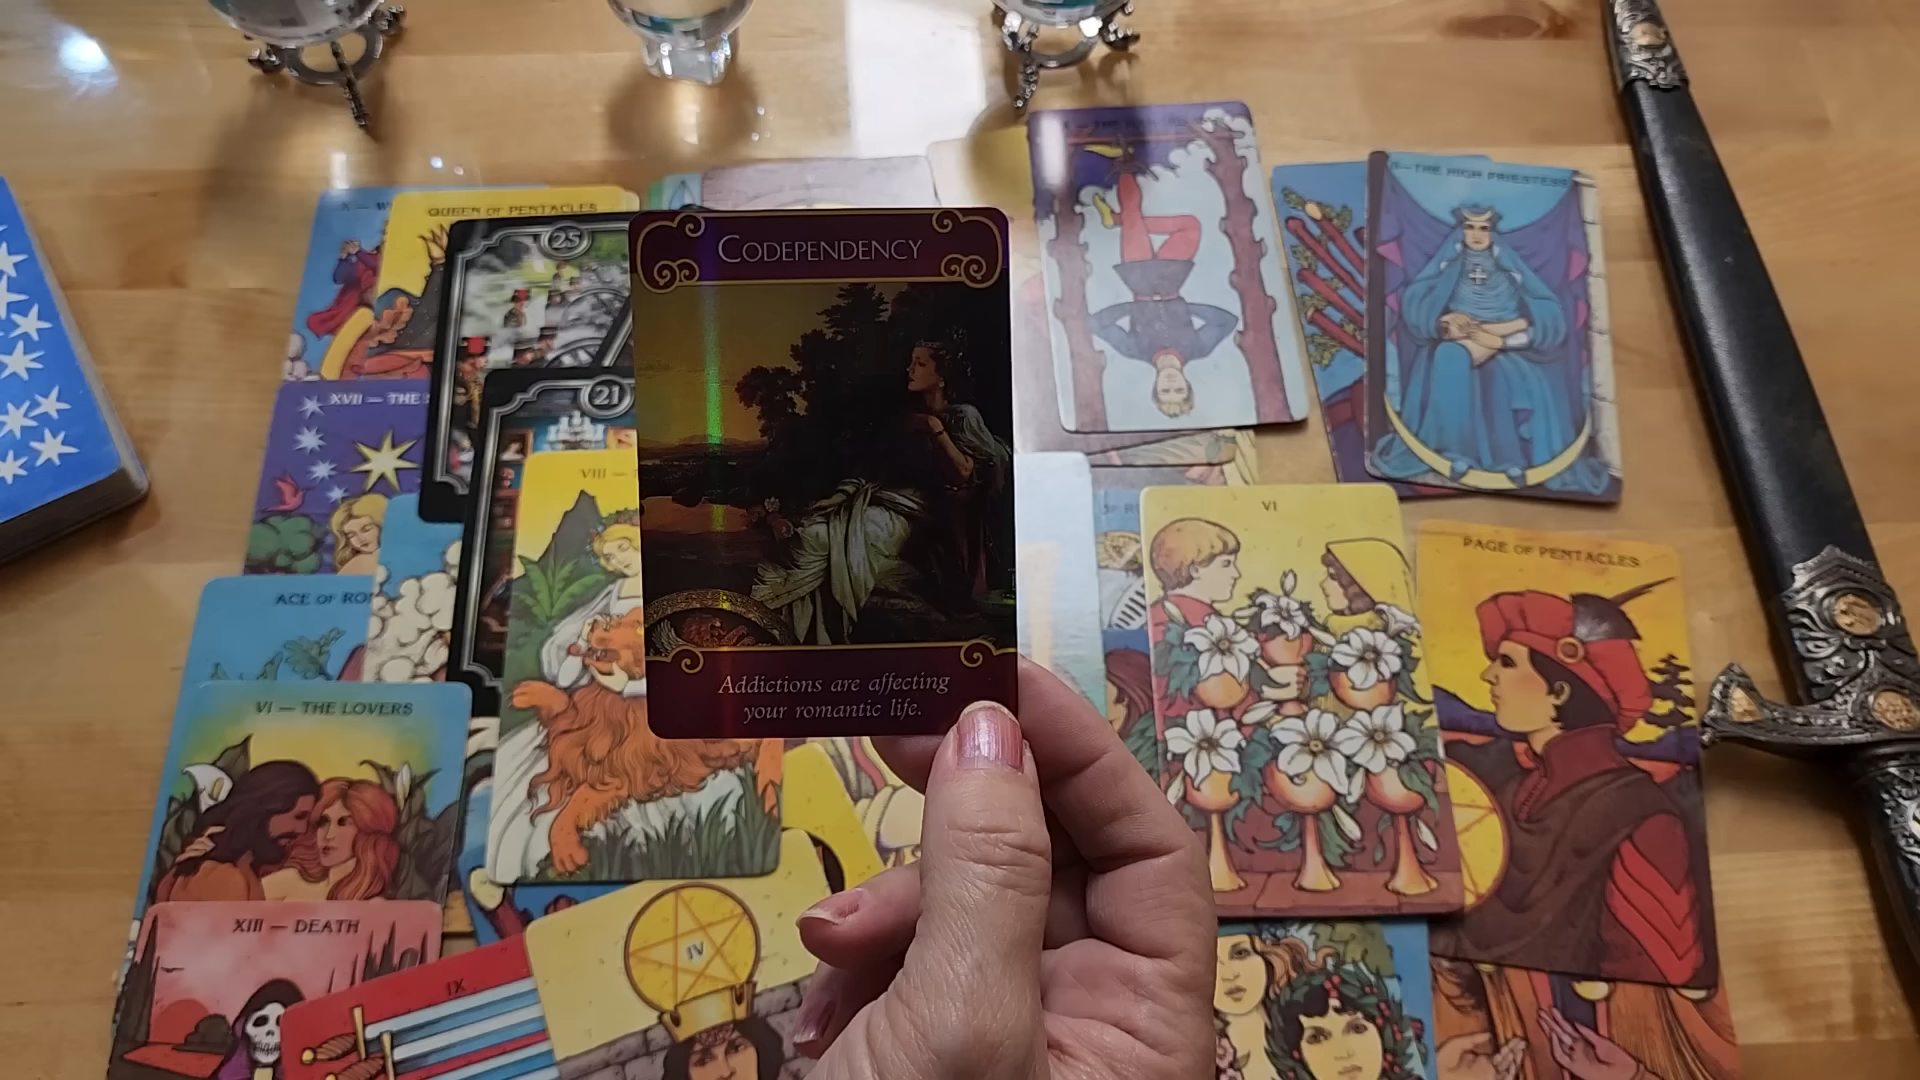 QUEEN OF PENTACLES
25
CODEPENDENCY
II—THE HIGH PRIESTESS
XVII — THE
21
VIII —
VI
PAGE OF PENTACLES
ACE OF
Addictions are affecting
your romantic life.
VI — THE LOVERS
XIII — DEATH
IX
IV